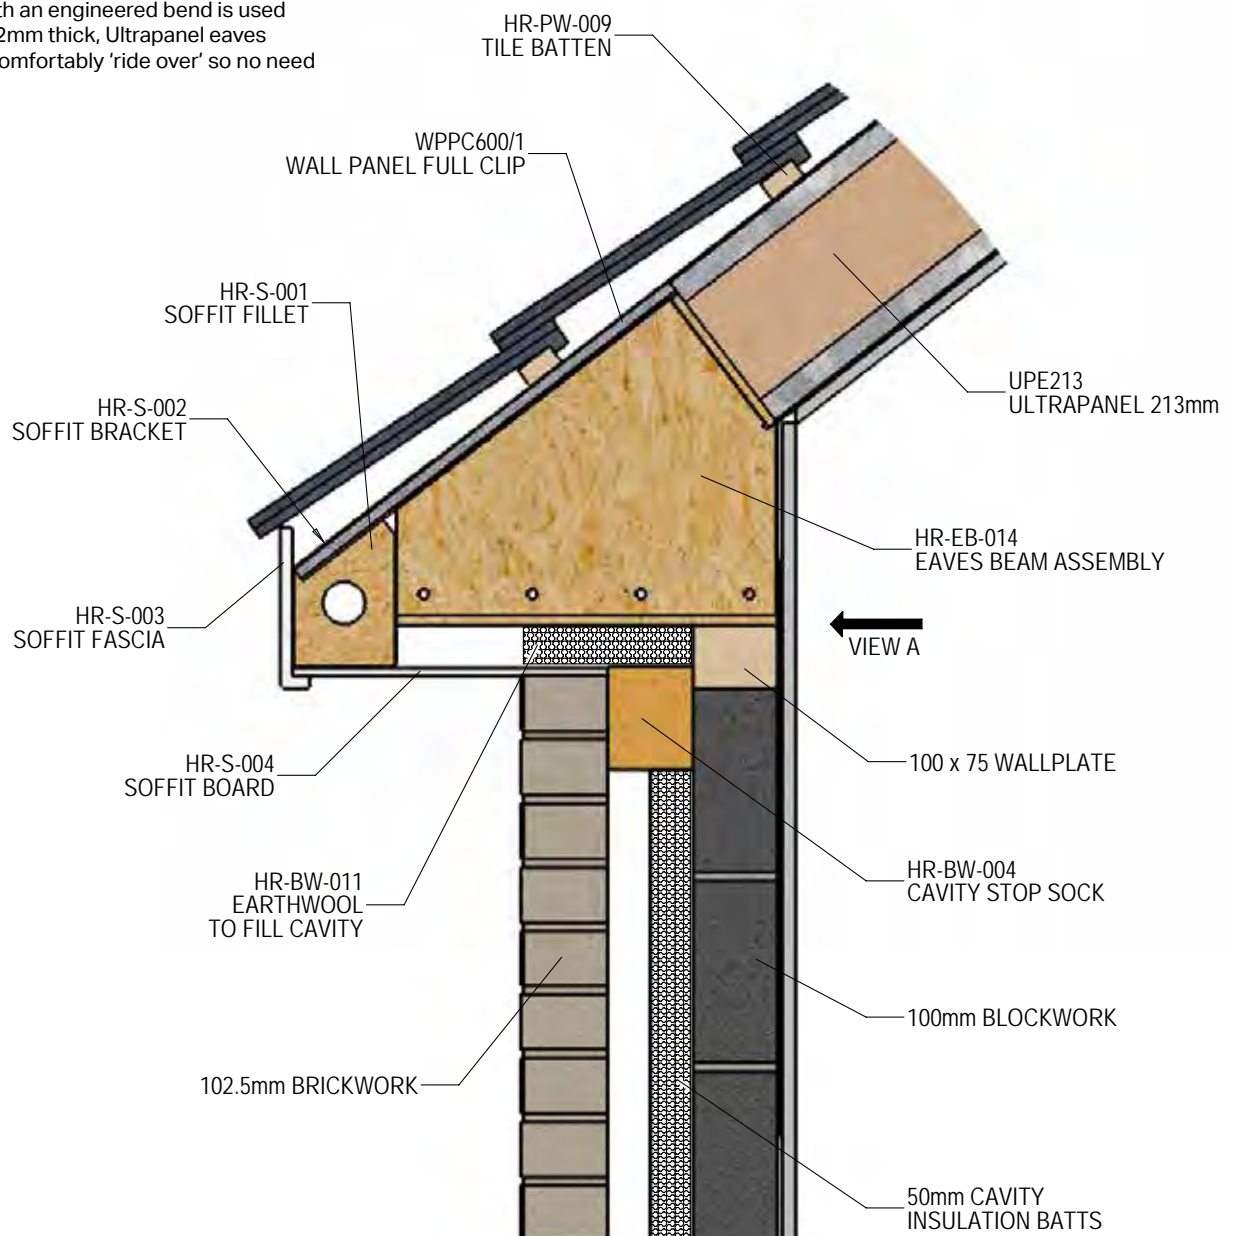 th an engineered bend is used
2mm thick, Ultrapanel eaves
omfortably ‘ride over’ so no need
HR-PW-009
TILE BATTEN
WPPC600/1
WALL PANEL FULL CLIP
HR-S-001
SOFFIT FILLET
HR-S-002
SOFFIT BRACKET
UPE213
ULTRAPANEL 213mm
HR-EB-014
EAVES BEAM ASSEMBLY
HR-S-003
SOFFIT FASCIA
VIEW A
HR-S-004
SOFFIT BOARD
100 x 75 WALLPLATE
HR-BW-011
EARTHWOOL
TO FILL CAVITY
HR-BW-004
CAVITY STOP SOCK
100mm BLOCKWORK
102.5mm BRICKWORK
50mm CAVITY
INSULATION BATTS